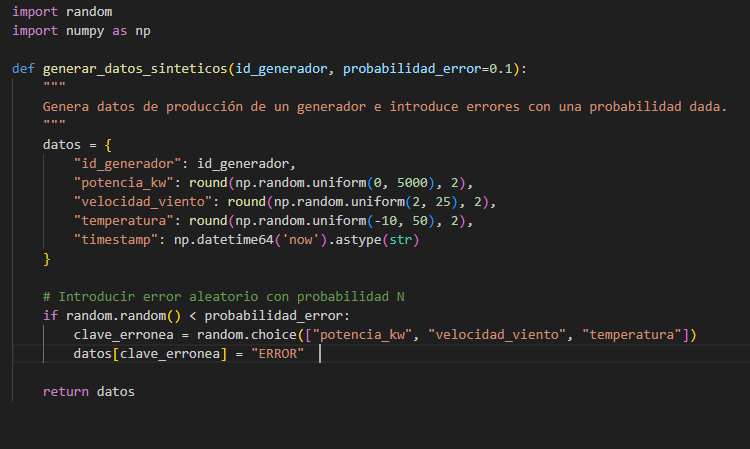 import random
import numpy as np
def generar_datos_sinteticos(id_generador, probabilidad_error=0.1):
"""
Genera datos de producción de un generador e introduce errores con una probabilidad dada.
"""
datos = {
"id_generador": id_generador,
"potencia_kw": round(np.random.uniform(0, 5000), 2),
"velocidad_viento": round(np.random.uniform(2, 25), 2),
"temperatura": round(np.random.uniform(-10, 50), 2),
"timestamp": np.datetime64('now').astype(str)
}
# Introducir error aleatorio con probabilidad N
if random.random() < probabilidad_error:
clave_erronea = random.choice(["potencia_kw", "velocidad_viento", "temperatura"])
datos[clave_erronea] = "ERROR"
return datos